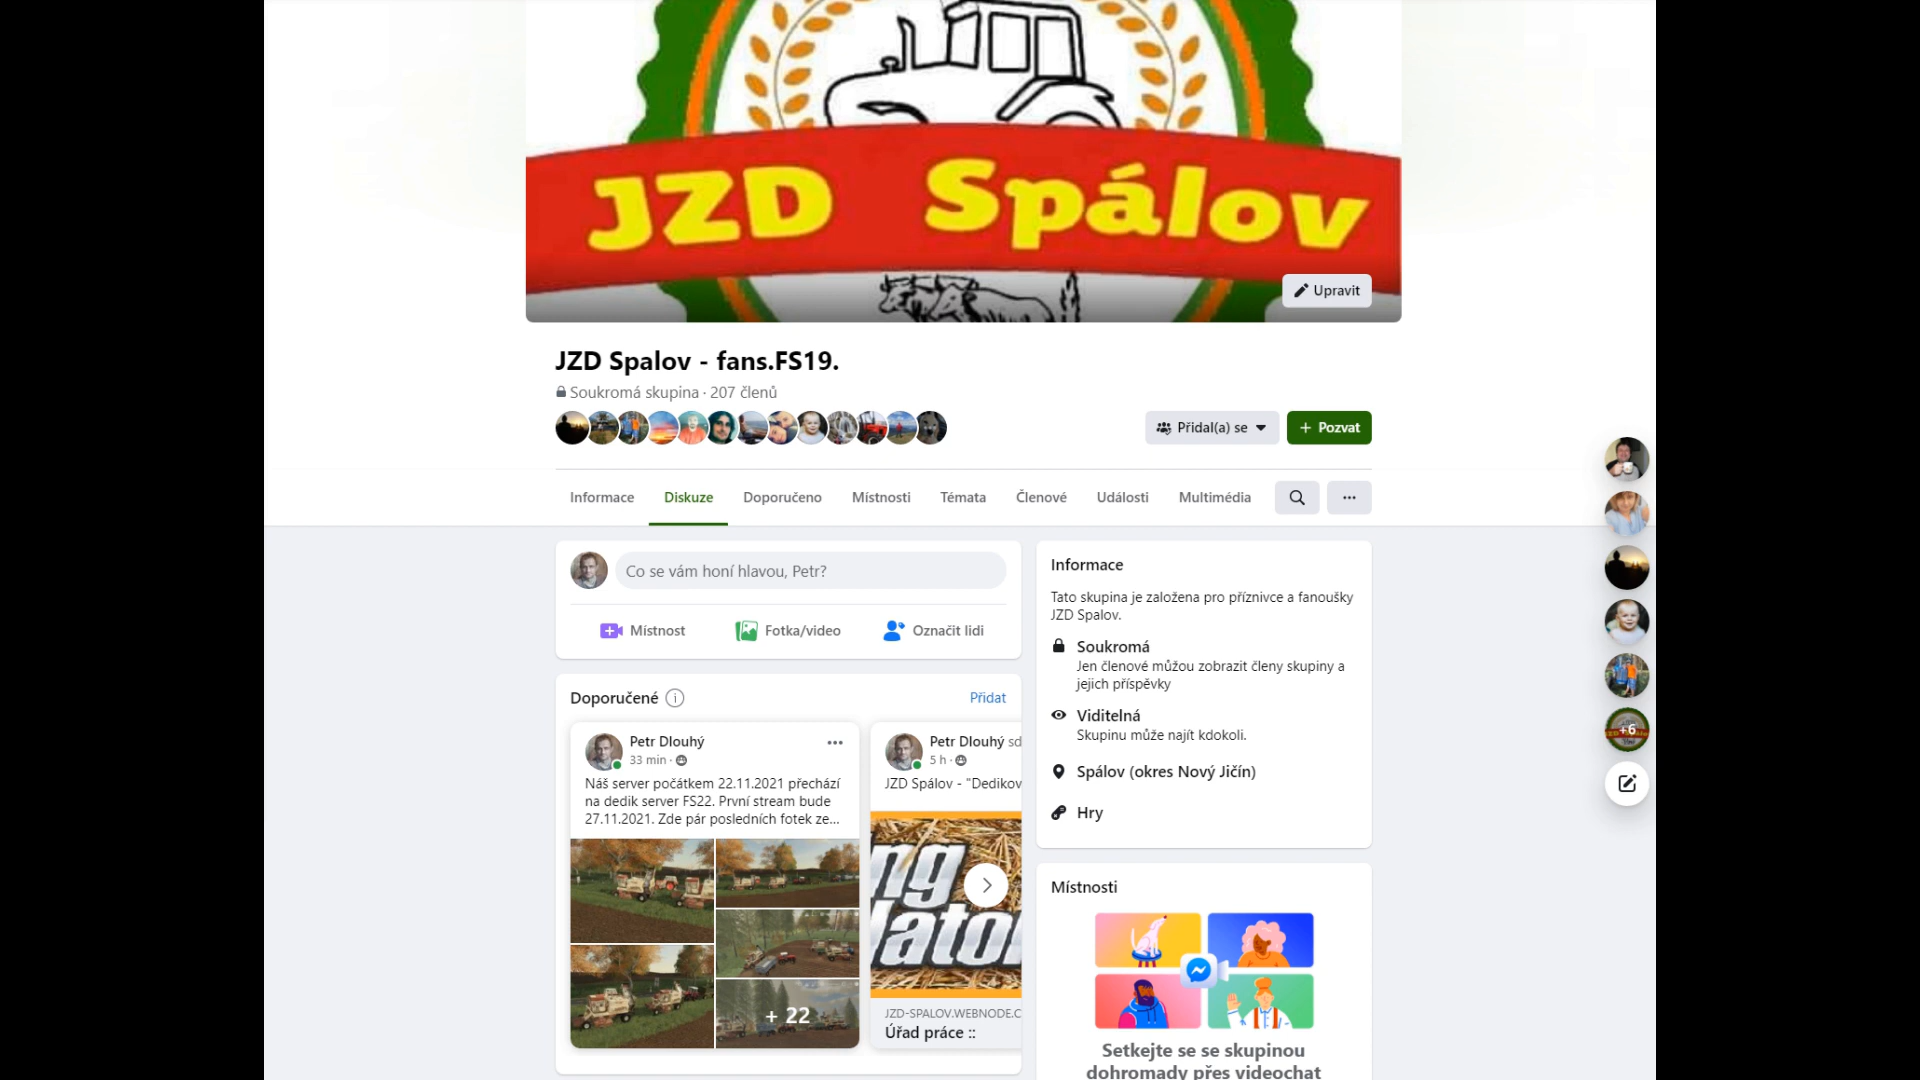 JZD Spálov
Upravit
JZD Spalov - fans.FS19.
Soukromá skupina · 207 členů
Přidal(a) se
+ Pozvat
Informace Diskuze Doporučeno Místnosti Témata Členové Události Multimédia
Co se vám honí hlavou, Petr?
Místnost Fotka/video Označit lidi
Doporučené
Přidat
Petr Dlouhý
33 min ·
Náš server počátkem 22.11.2021 přechází
na dedik server FS22. První stream bude
27.11.2021. Zde pár posledních fotek ze...
+ 22
Petr Dlouhý sd
5 h ·
JZD Spálov - "Dedikov
ng
lato
JZD-SPALOV.WEBNODE.C
Úřad práce ::
Informace
Tato skupina je založena pro příznivce a fanoušky
JZD Spalov.
Soukromá
Jen členové můžou zobrazit členy skupiny a
jejich příspěvky
Viditelná
Skupinu může najít kdokoli.
Spálov (okres Nový Jičín)
Hry
Místnosti
Setkejte se se skupinou
dohromady přes videochat
+6